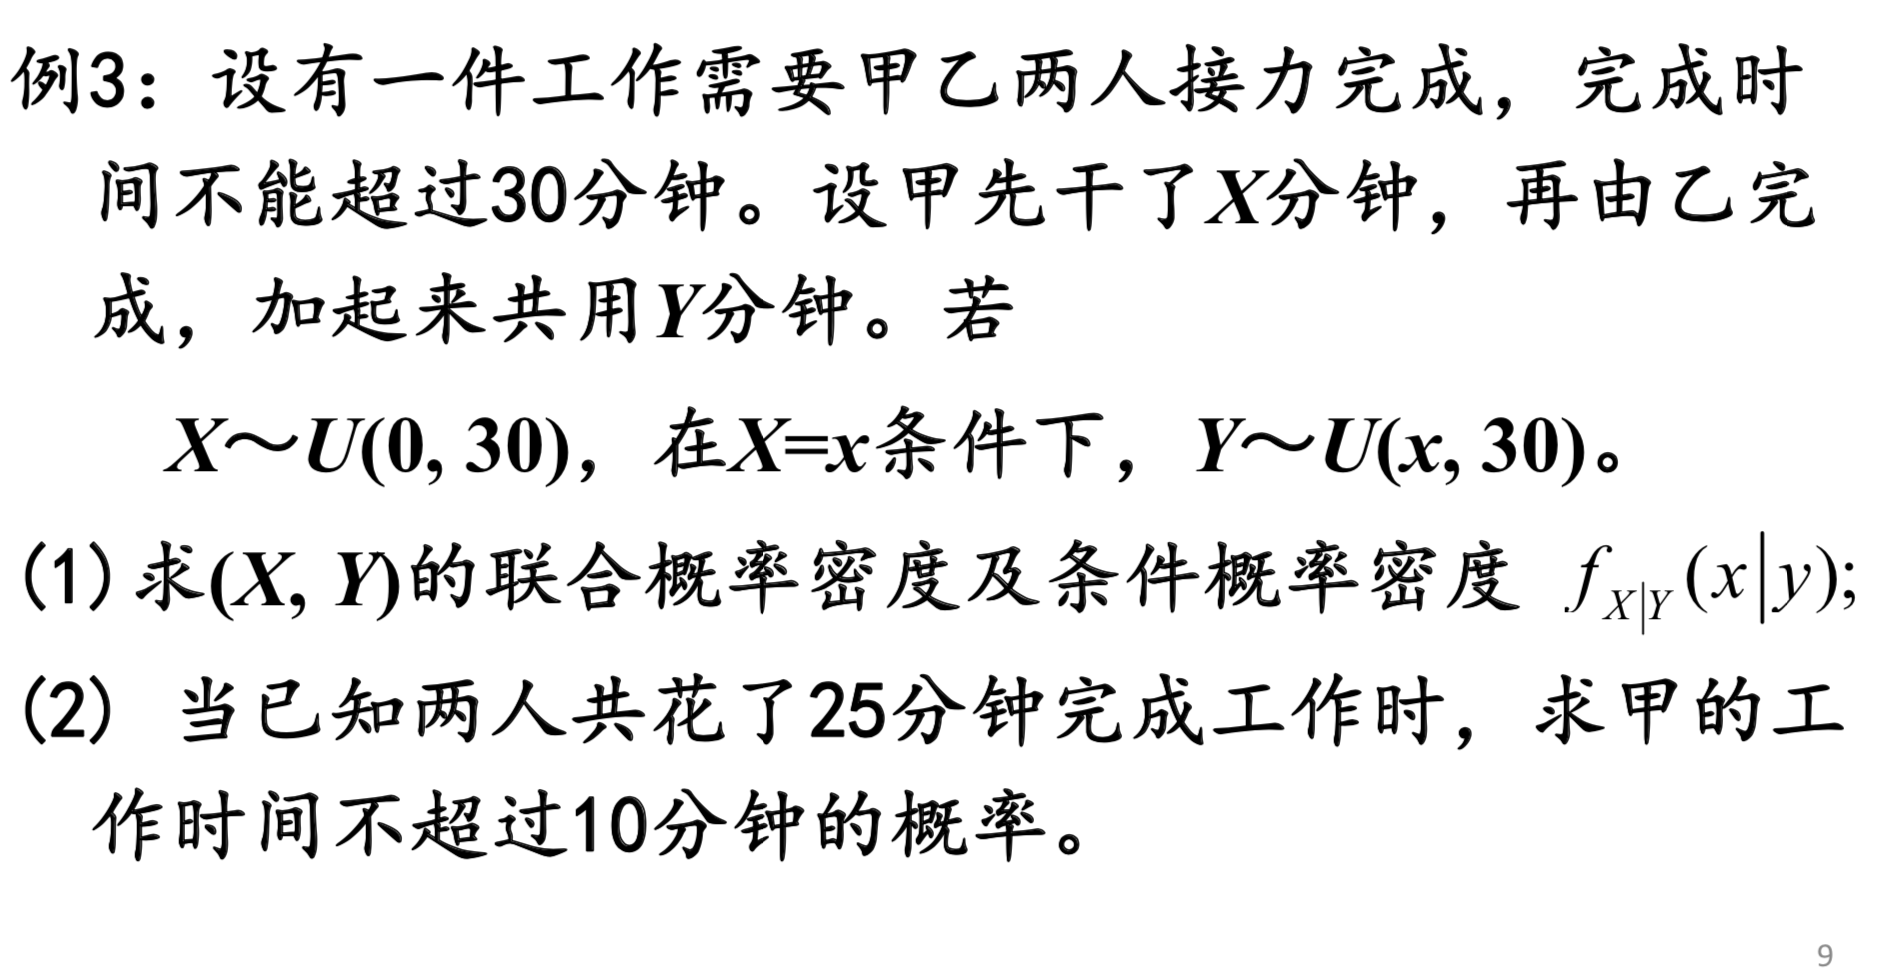 例3：设有一件工作需要甲乙两人接力完成，完成时
间不能超过30分钟。设甲先干了X分钟，再由乙完
成，加起来共用Y分钟。若
X～U(0, 30)，在X=x条件下，Y～U(x, 30)。
(1)求(X, Y)的联合概率密度及条件概率密度 f_{X|Y}(x|y);
(2) 当已知两人共花了25分钟完成工作时，求甲的工
作时间不超过10分钟的概率。
9